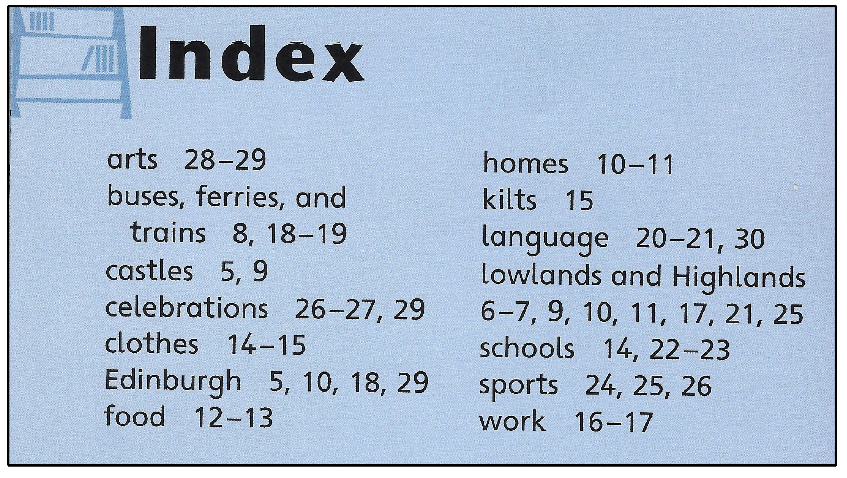 Index
arts 28–29
buses, ferries, and
trains 8, 18–19
castles 5, 9
celebrations 26–27, 29
clothes 14–15
Edinburgh 5, 10, 18, 29
food 12–13
homes 10–11
kilts 15
language 20–21, 30
lowlands and Highlands
6–7, 9, 10, 11, 17, 21, 25
schools 14, 22–23
sports 24, 25, 26
work 16–17